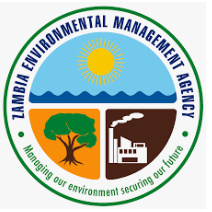 ZAMBIA ENVIRONMENTAL MANAGEMENT AGENCY
Managing our environment securing our future